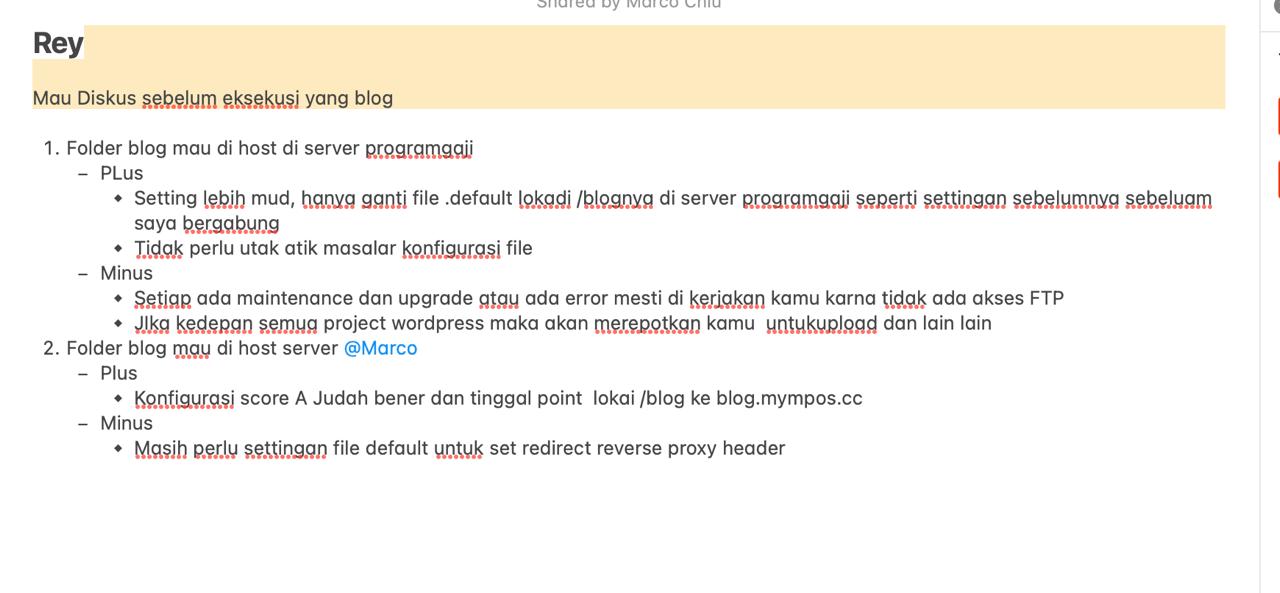 Shared by Marco Chiu
Rey
Mau Diskus sebelum eksekusi yang blog
1. Folder blog mau di host di server programgaji
– PLus
◆ Setting lebih mud, hanya ganti file .default lokadi /blognya di server programgaji seperti settingan sebelumnya sebeluam
saya bergabung
◆ Tidak perlu utak atik masalar konfigurasi file
– Minus
◆ Setiap ada maintenance dan upgrade atau ada error mesti di kerjakan kamu karna tidak ada akses FTP
◆ JIka kedepan semua project wordpress maka akan merepotkan kamu  untukupload dan lain lain
2. Folder blog mau di host server @Marco
– Plus
◆ Konfigurasi score A Judah bener dan tinggal point  lokai /blog ke blog.mympos.cc
– Minus
◆ Masih perlu settingan file default untuk set redirect reverse proxy header